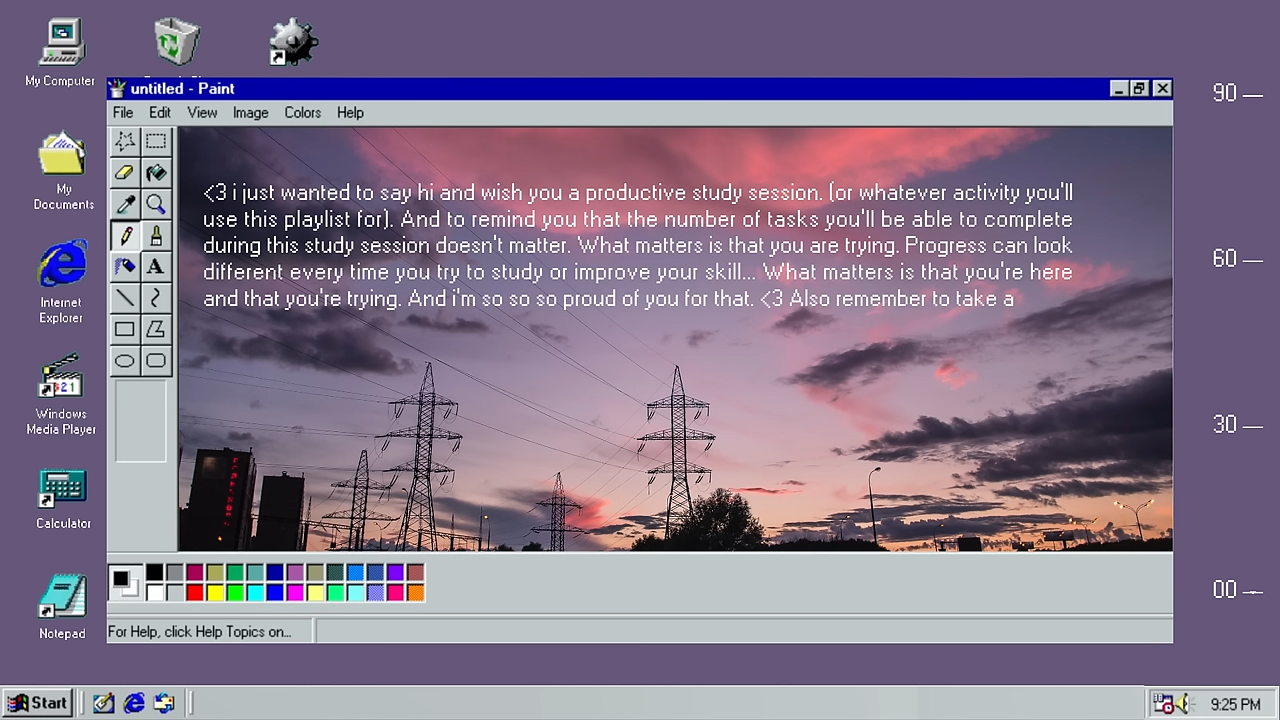 My Computer
untitled - Paint
File Edit View Image Colors Help
<3 i just wanted to say hi and wish you a productive study session. (or whatever activity you'll
use this playlist for). And to remind you that the number of tasks you'll be able to complete
during this study session doesn't matter. What matters is that you are trying. Progress can look
different every time you try to study or improve your skill... What matters is that you're here
and that you're trying. And i'm so so so proud of you for that. <3 Also remember to take a
A
My
Documents
Internet
Explorer
Windows
Media Player
321
Calculator
Notepad
For Help, click Help Topics on...
90
60
30
00
Start
9:25 PM